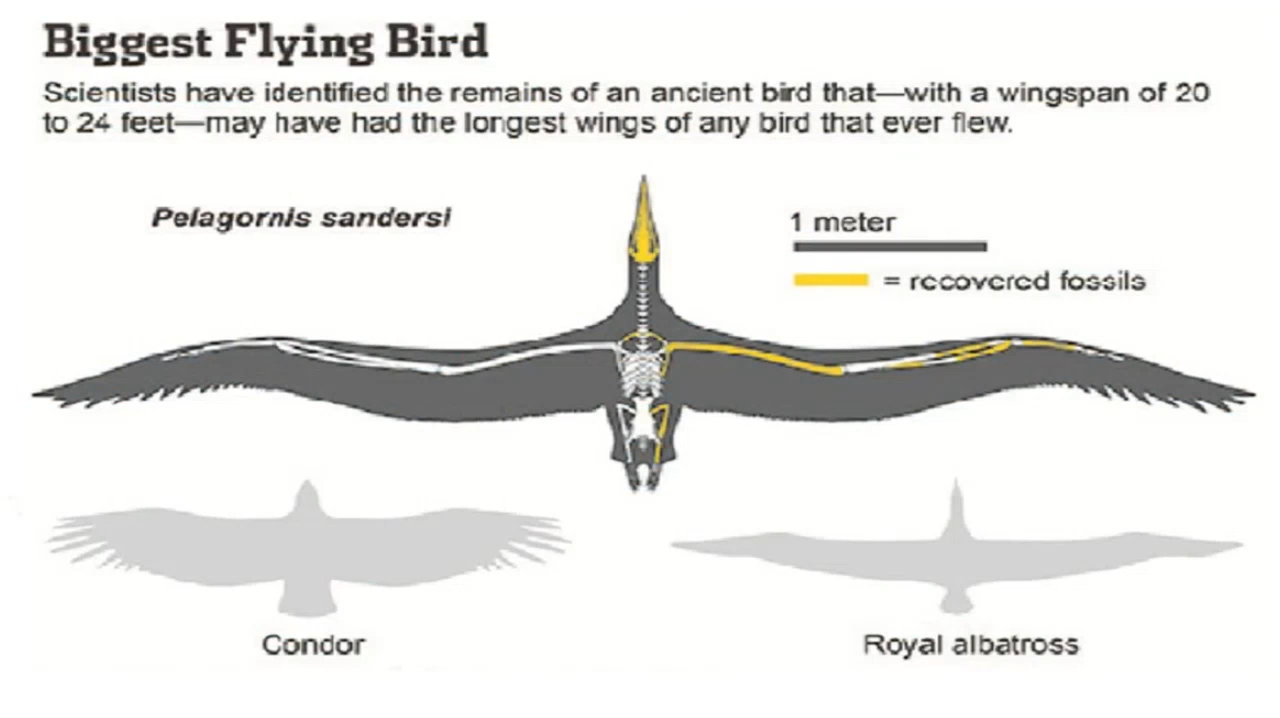 Biggest Flying Bird
Scientists have identified the remains of an ancient bird that—with a wingspan of 20
to 24 feet—may have had the longest wings of any bird that ever flew.
Pelagornis sandersi
1 meter
= recovered fossils
Condor
Royal albatross